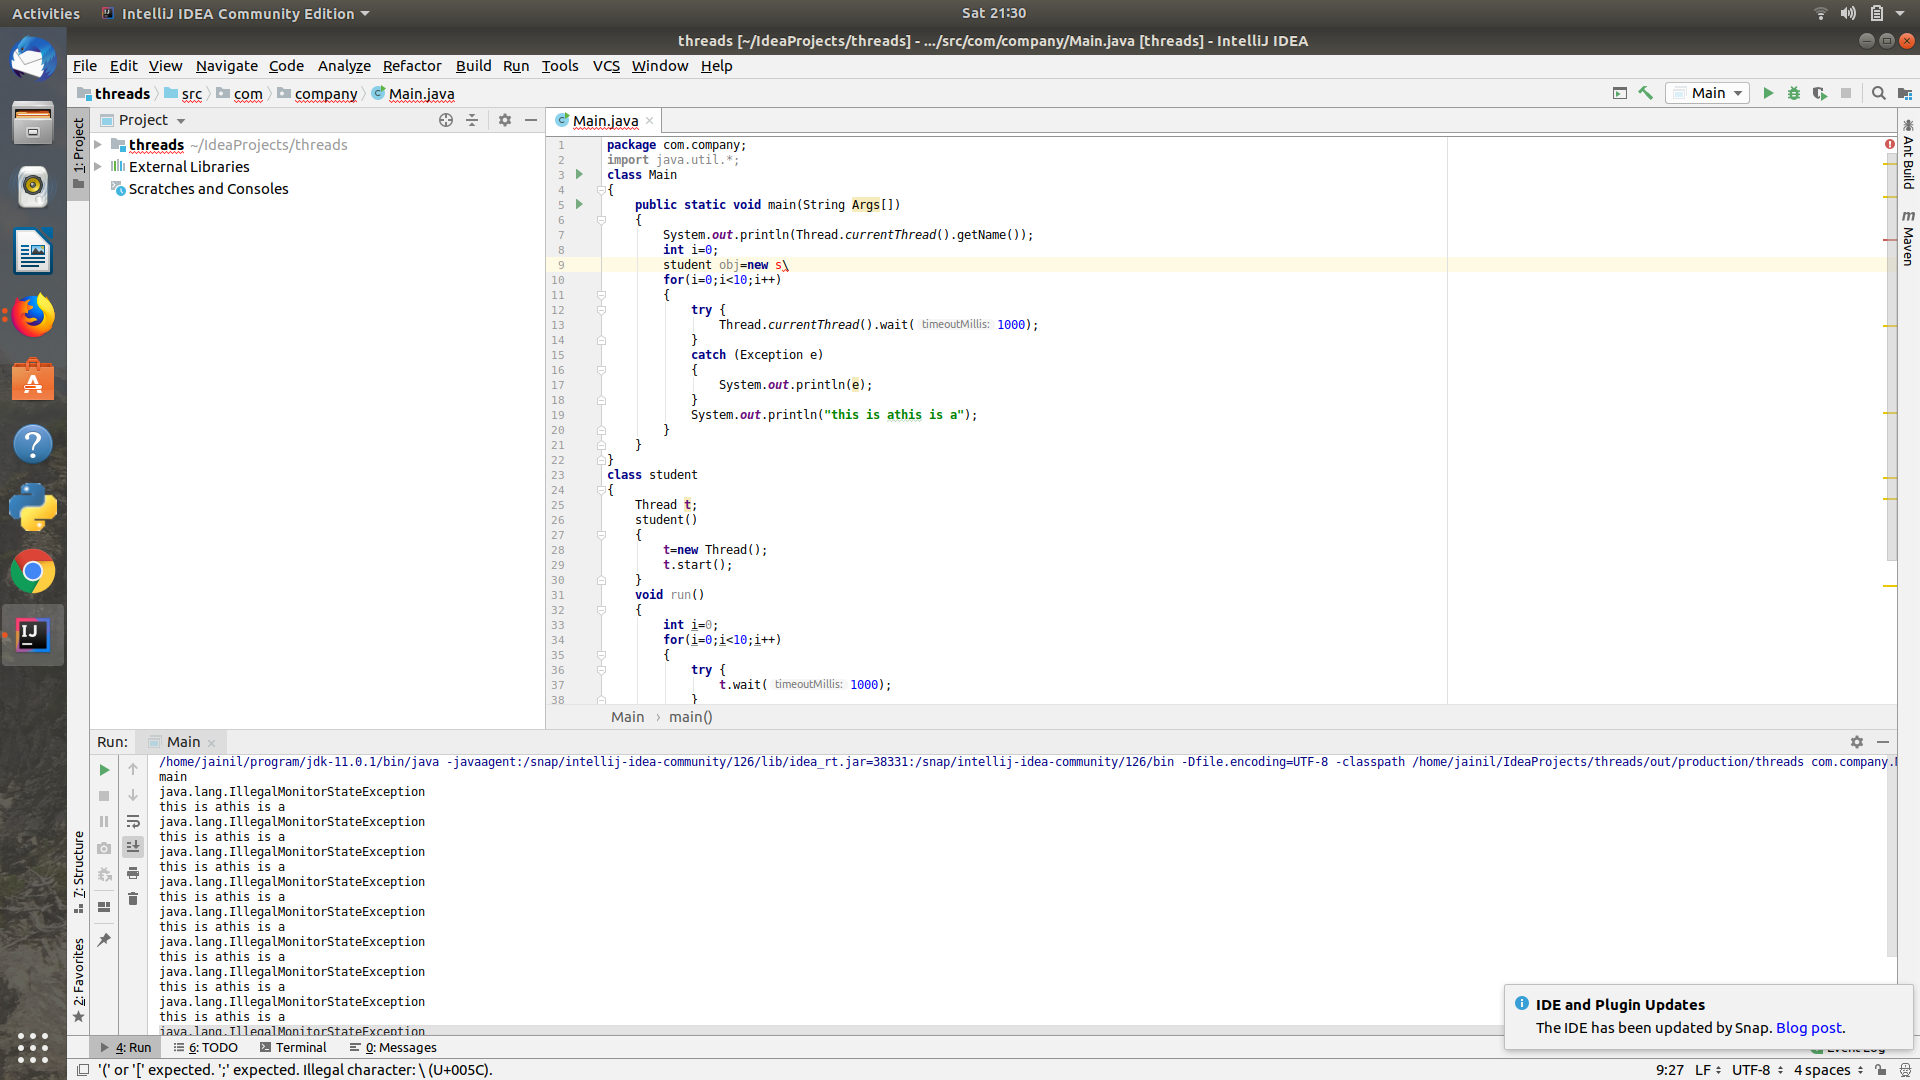 Activities IntelliJ IDEA Community Edition Sat 21:30
threads [~/IdeaProjects/threads] - .../src/com/company/Main.java [threads] - IntelliJ IDEA
File Edit View Navigate Code Analyze Refactor Build Run Tools VCS Window Help
threads src com company Main.java Main
1: Project
Project
threads ~/IdeaProjects/threads
External Libraries
Scratches and Consoles
Main.java
1 package com.company;
2 import java.util.*;
3 class Main
4 {
5 public static void main(String Args[])
6 {
7 System.out.println(Thread.currentThread().getName());
8 int i=0;
9 student obj=new s\
10 for(i=0;i<10;i++)
11 {
12 try {
13 Thread.currentThread().wait( timeoutMillis: 1000);
14 }
15 catch (Exception e)
16 {
17 System.out.println(e);
18 }
19 System.out.println("this is athis is a");
20 }
21 }
22 }
23 class student
24 {
25 Thread t;
26 student()
27 {
28 t=new Thread();
29 t.start();
30 }
31 void run()
32 {
33 int i=0;
34 for(i=0;i<10;i++)
35 {
36 try {
37 t.wait( timeoutMillis: 1000);
38 }
Main › main()
Ant Build
Maven
Run: Main
/home/jainil/program/jdk-11.0.1/bin/java -javaagent:/snap/intellij-idea-community/126/lib/idea_rt.jar=38331:/snap/intellij-idea-community/126/bin -Dfile.encoding=UTF-8 -classpath /home/jainil/IdeaProjects/threads/out/production/threads com.company.
main
java.lang.IllegalMonitorStateException
this is athis is a
java.lang.IllegalMonitorStateException
this is athis is a
java.lang.IllegalMonitorStateException
this is athis is a
java.lang.IllegalMonitorStateException
this is athis is a
java.lang.IllegalMonitorStateException
this is athis is a
java.lang.IllegalMonitorStateException
this is athis is a
java.lang.IllegalMonitorStateException
this is athis is a
java.lang.IllegalMonitorStateException
this is athis is a
java.lang.IllegalMonitorStateException
7: Structure
2: Favorites
IDE and Plugin Updates
The IDE has been updated by Snap. Blog post.
4: Run 6: TODO Terminal 0: Messages Event Log
'(' or '[' expected. ';' expected. Illegal character: \ (U+005C). 9:27 LF UTF-8 4 spaces